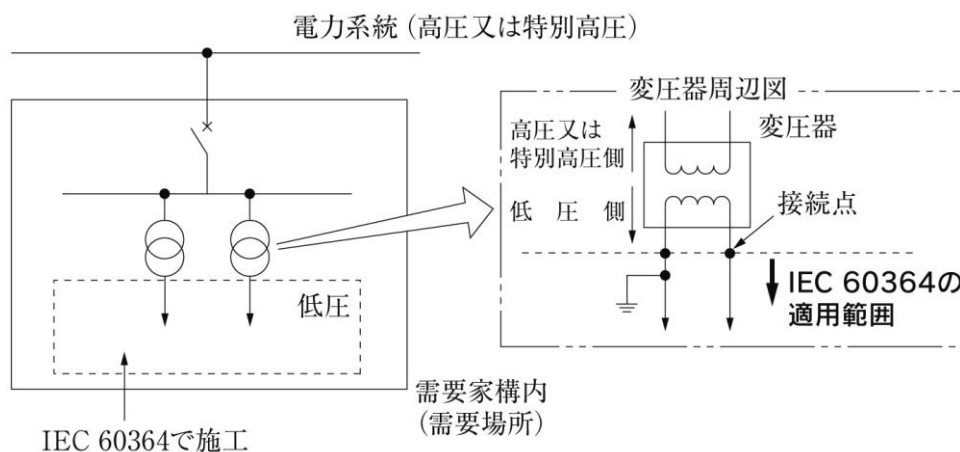 電力系統（高圧又は特別高圧）
変圧器周辺図
高圧又は
特別高圧側
変圧器
低圧側
接続点
IEC 60364の
適用範囲
低圧
需要家構内
（需要場所）
IEC 60364で施工